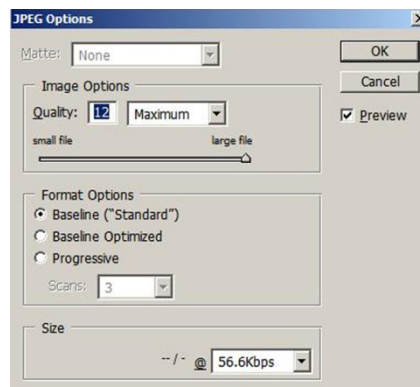 JPEG Options
Matte: None
OK
Cancel
Preview
Image Options
Quality: 12 Maximum
small file large file
Format Options
Baseline ("Standard")
Baseline Optimized
Progressive
Scans: 3
Size
-- / - @ 56.6Kbps